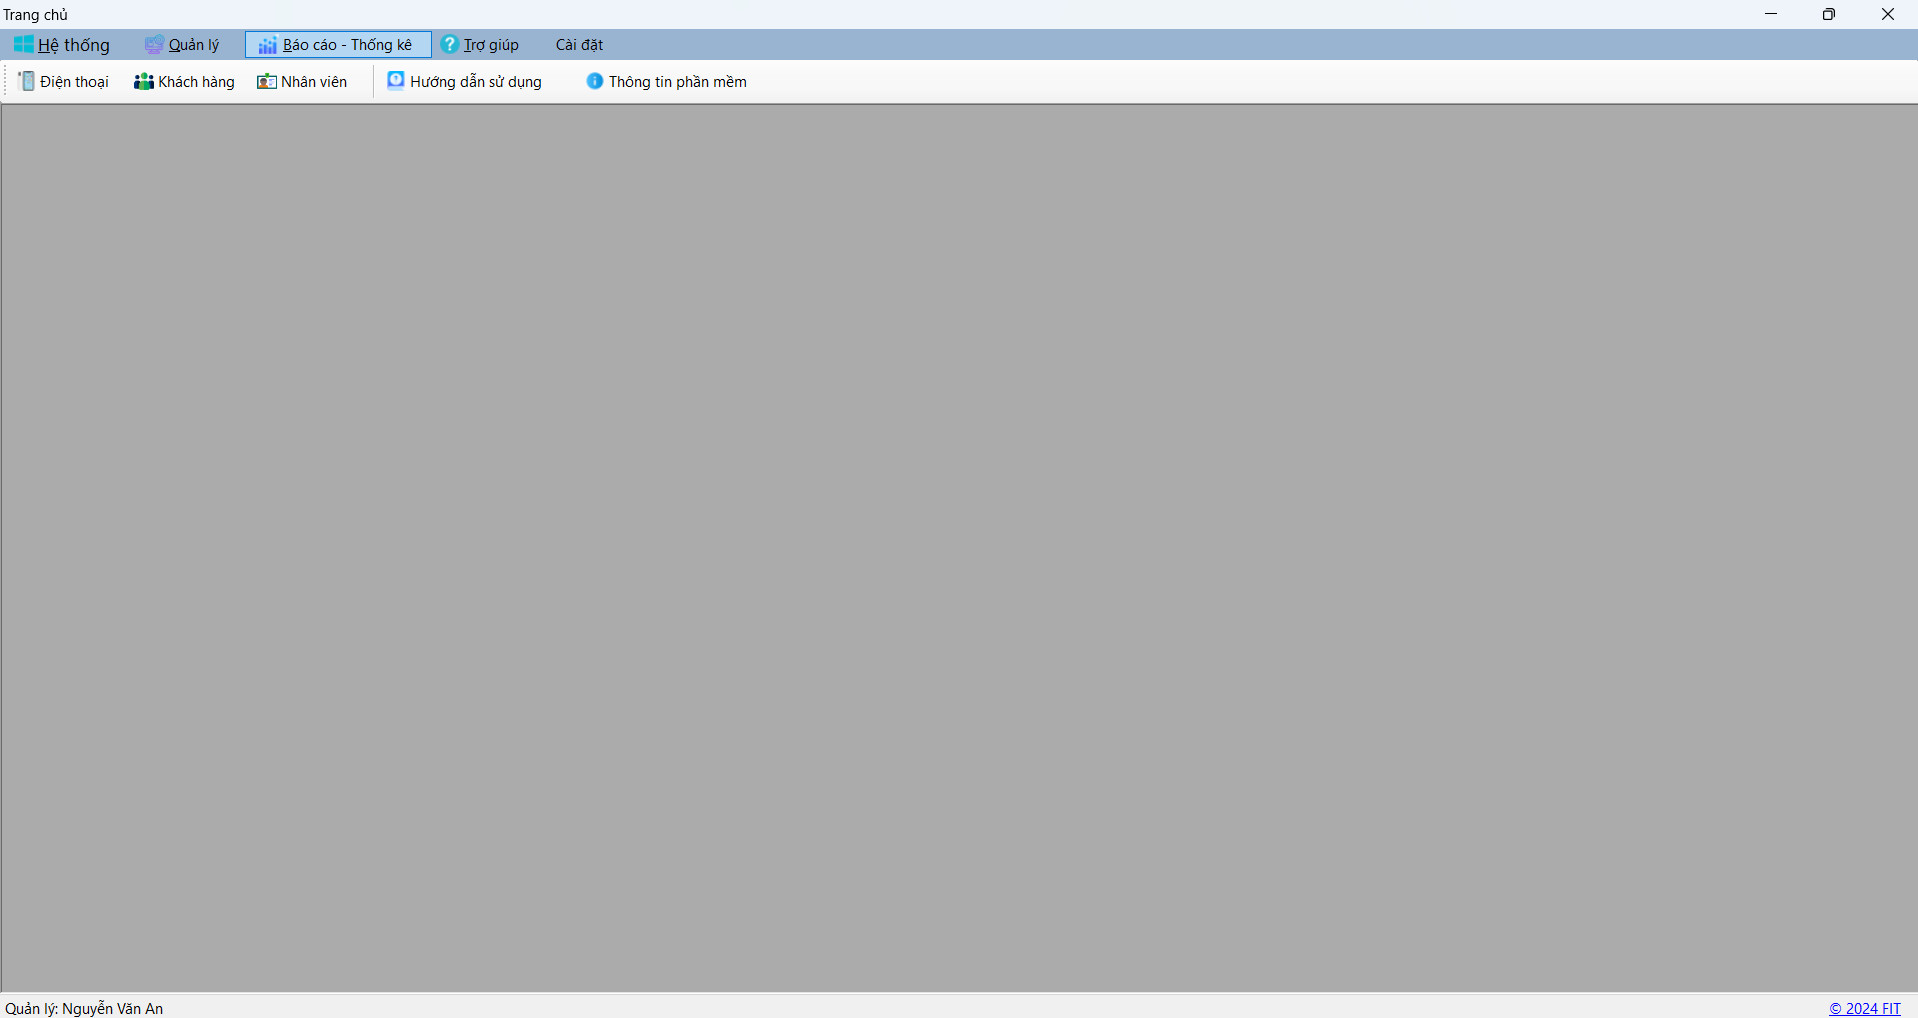 Trang chủ
Hệ thống Quản lý Báo cáo - Thống kê Trợ giúp Cài đặt
Điện thoại Khách hàng Nhân viên Hướng dẫn sử dụng Thông tin phần mềm
Quản lý: Nguyễn Văn An © 2024 FIT